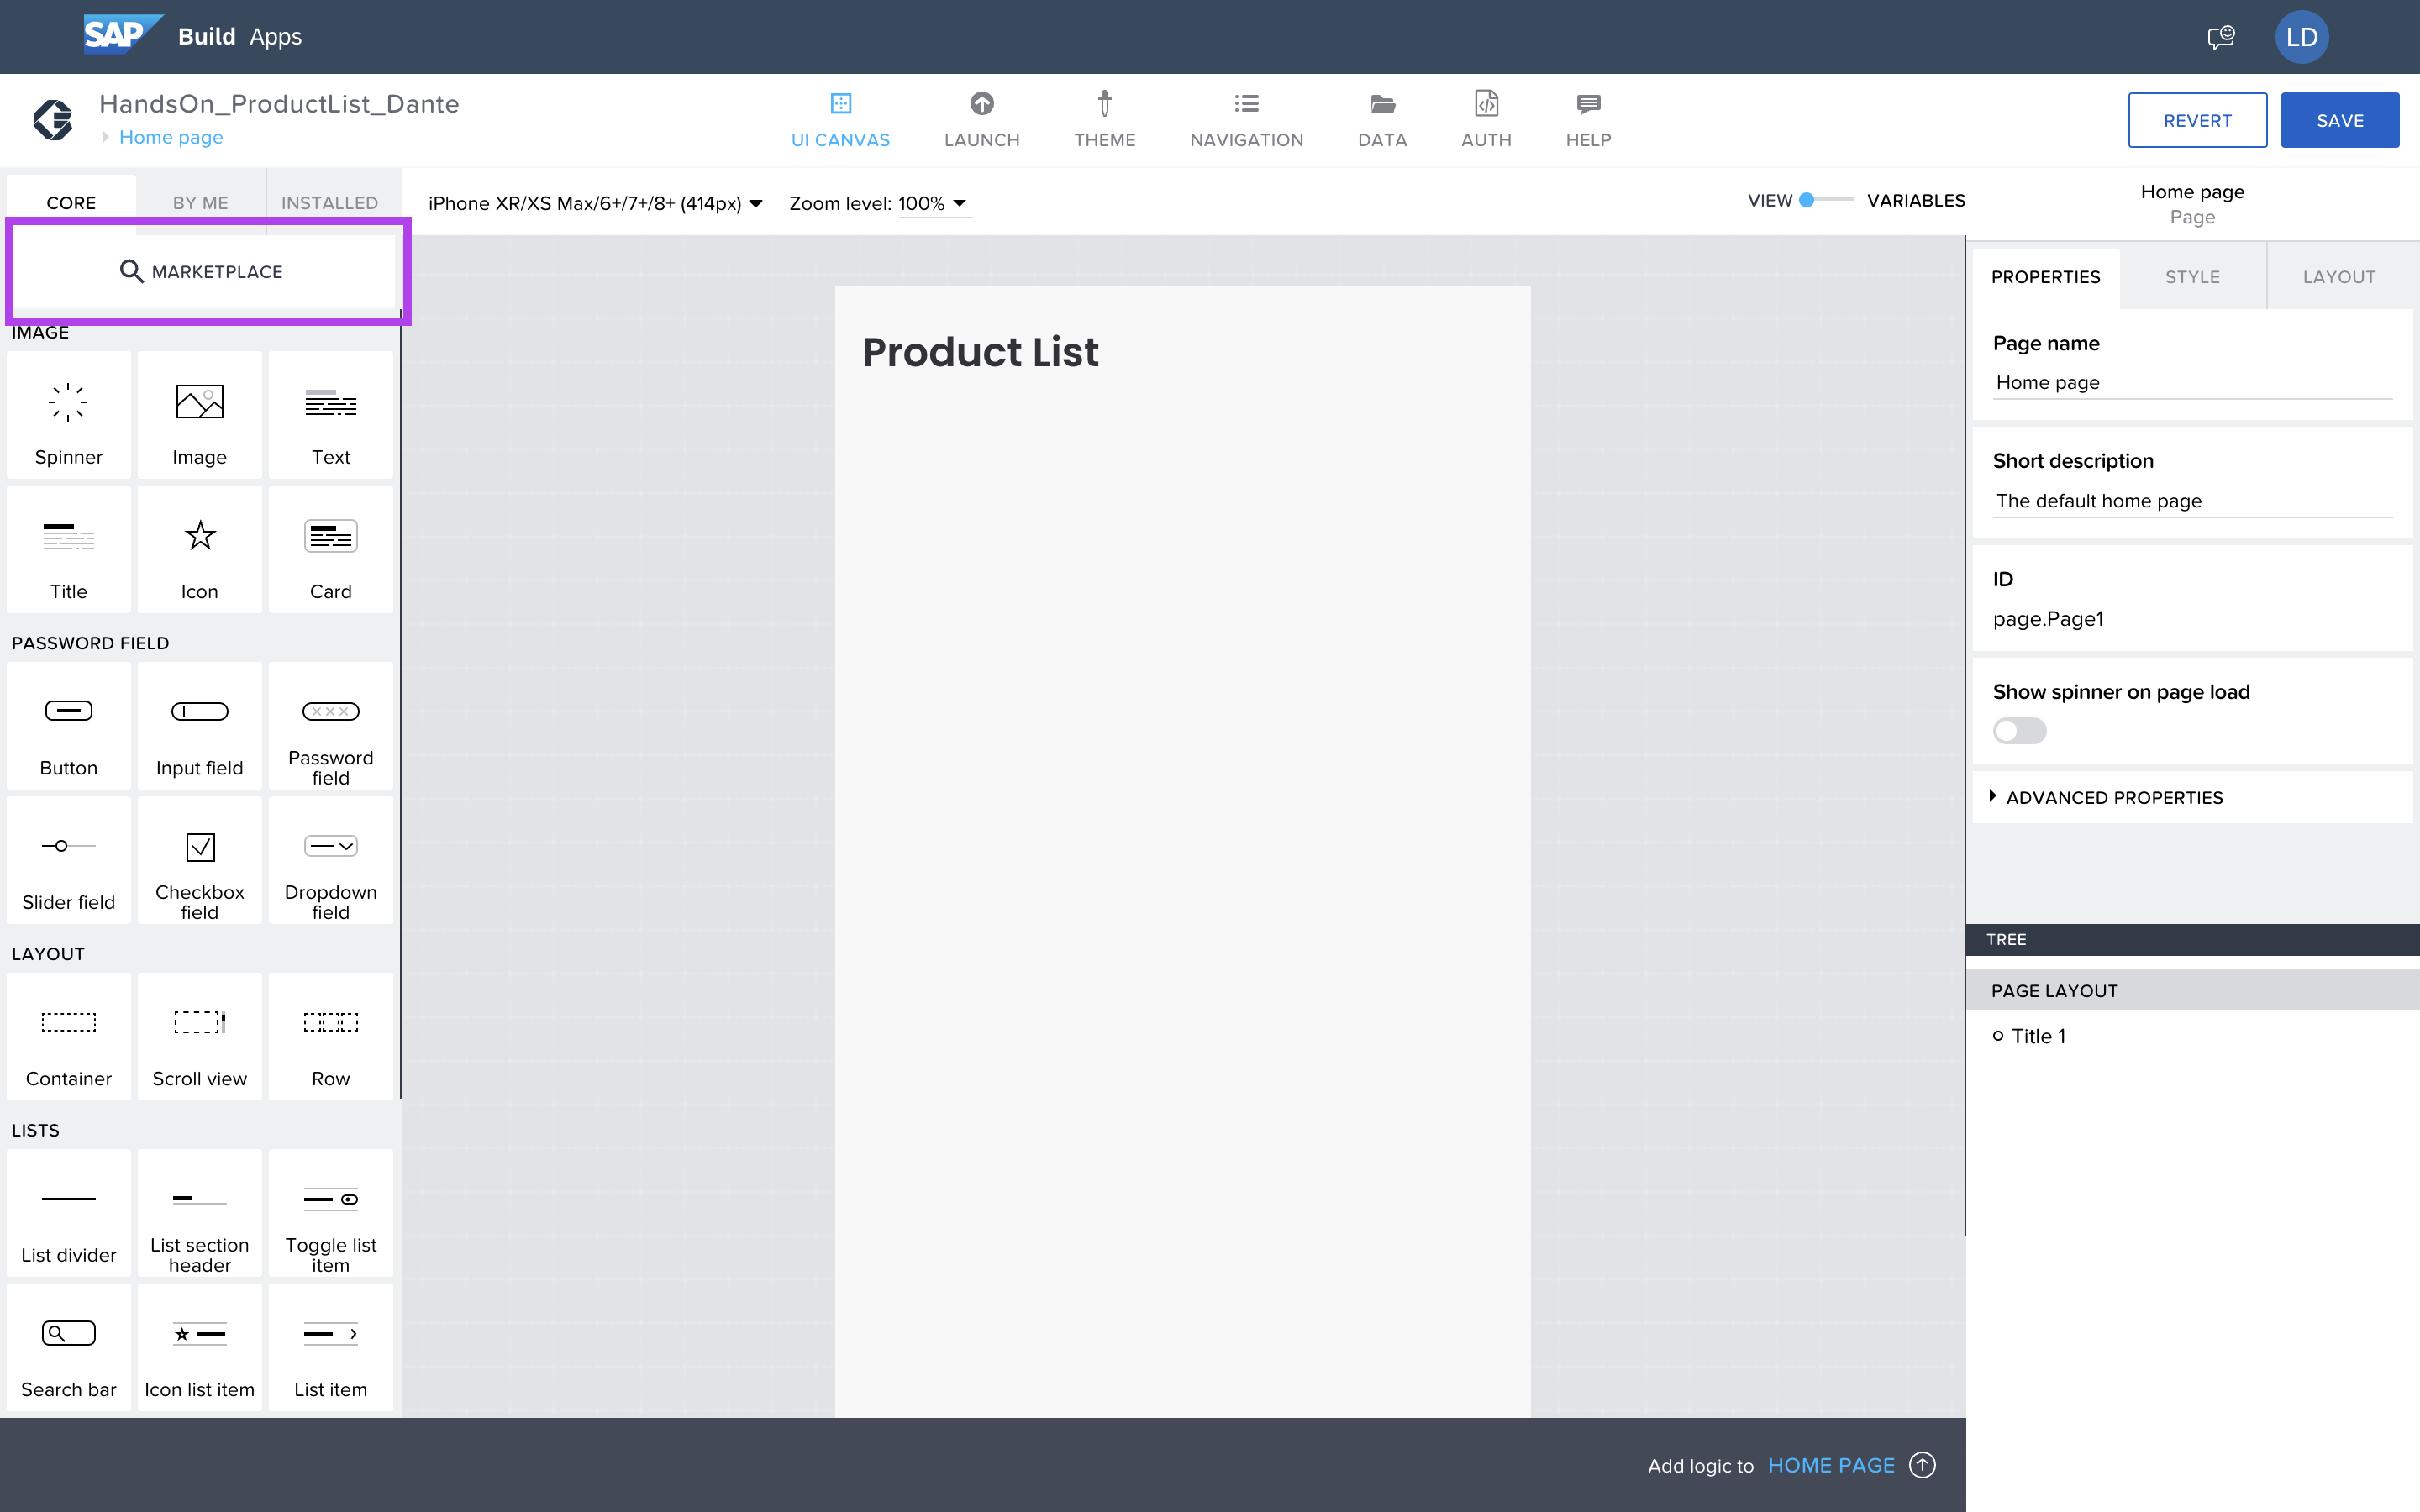 SAP Build Apps
LD
HandsOn_ProductList_Dante
Home page
UI CANVAS
LAUNCH
THEME
NAVIGATION
DATA
AUTH
HELP
REVERT
SAVE
CORE
BY ME
INSTALLED
MARKETPLACE
IMAGE
Spinner
Image
Text
Title
Icon
Card
PASSWORD FIELD
Button
Input field
Password
field
Slider field
Checkbox
field
Dropdown
field
LAYOUT
Container
Scroll view
Row
LISTS
List divider
List section
header
Toggle list
item
Search bar
Icon list item
List item
iPhone XR/XS Max/6+/7+/8+ (414px)
Zoom level: 100%
VIEW
VARIABLES
Product List
Add logic to HOME PAGE
Home page
Page
PROPERTIES
STYLE
LAYOUT
Page name
Home page
Short description
The default home page
ID
page.Page1
Show spinner on page load
ADVANCED PROPERTIES
TREE
PAGE LAYOUT
Title 1